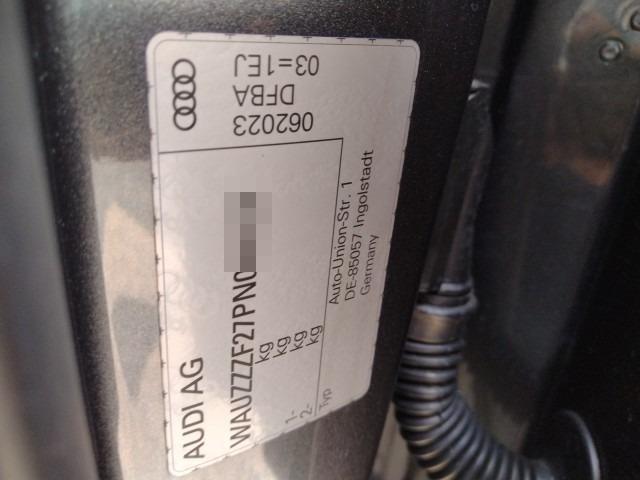 AUDI AG
WAUZZZF27PN0
kg
kg
1- kg
2- kg
Typ
Auto-Union-Str. 1
DE-85057 Ingolstadt
Germany
062023
DFBA
03=1EJ